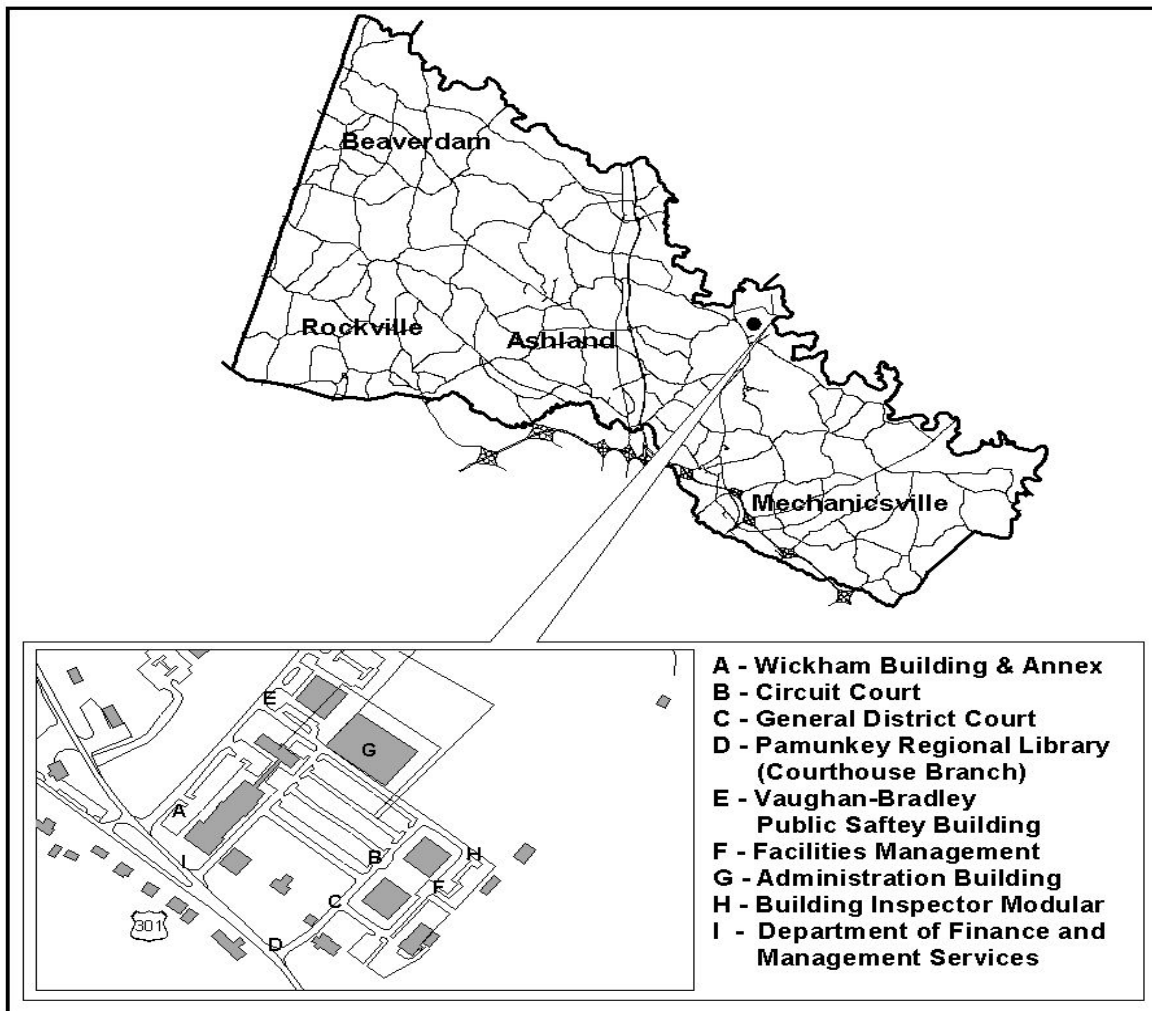 Beaverdam
Rockville
Ashland
Mechanicsville
E
G
A
I
B
H
F
C
D
301
A - Wickham Building & Annex
B - Circuit Court
C - General District Court
D - Pamunkey Regional Library
(Courthouse Branch)
E - Vaughan-Bradley
Public Saftey Building
F - Facilities Management
G - Administration Building
H - Building Inspector Modular
I - Department of Finance and
Management Services